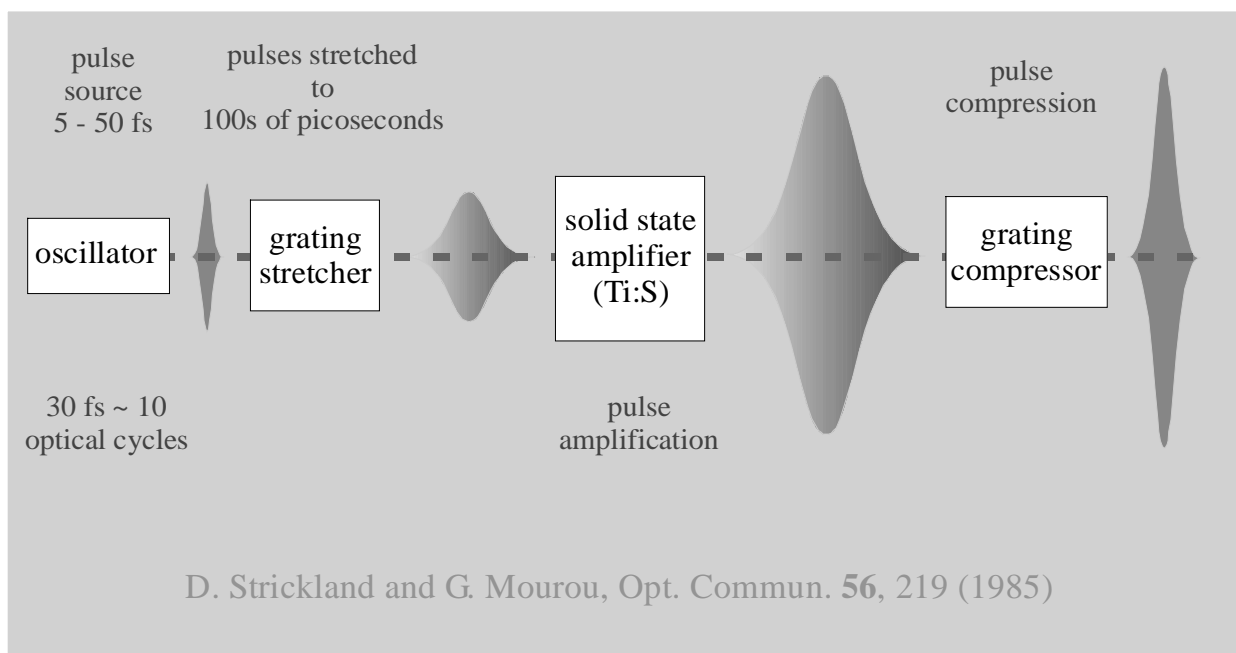 pulse
source
5 - 50 fs
pulses stretched
to
100s of picoseconds
pulse
compression
oscillator
grating
stretcher
solid state
amplifier
(Ti:S)
grating
compressor
30 fs ~ 10
optical cycles
pulse
amplification
D. Strickland and G. Mourou, Opt. Commun. 56, 219 (1985)